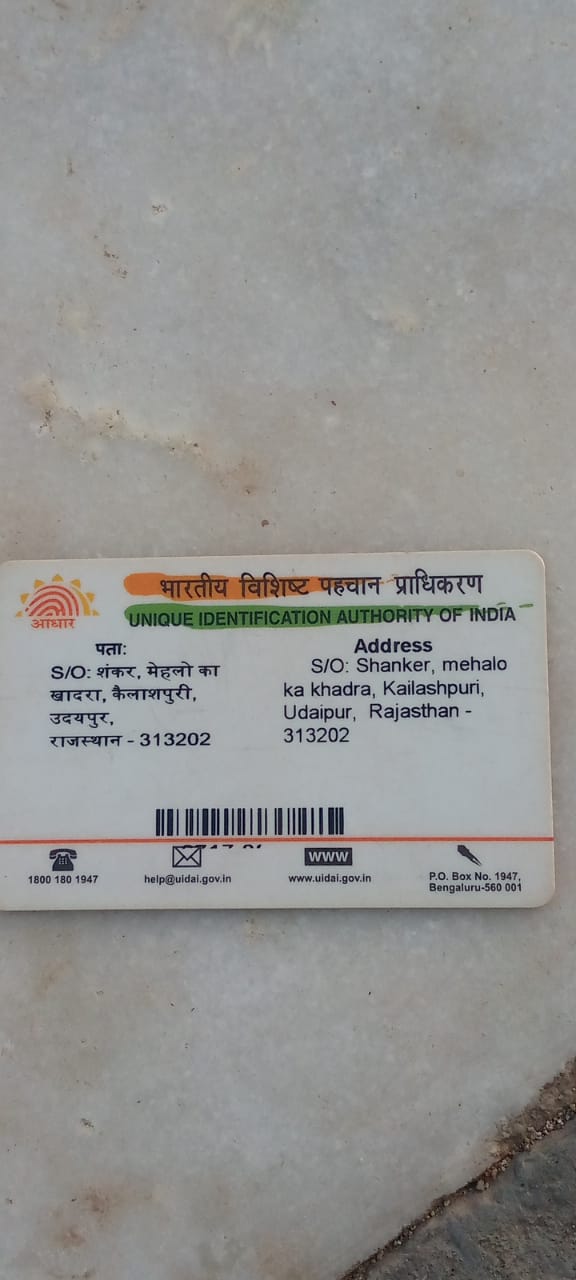 भारतीय विशिष्ट पहचान प्राधिकरण
UNIQUE IDENTIFICATION AUTHORITY OF INDIA
आधार
पता:
S/O: शंकर, मेहलो का
खादरा, कैलाशपुरी,
उदयपुर,
राजस्थान - 313202
Address
S/O: Shanker, mehalo
ka khadra, Kailashpuri,
Udaipur, Rajasthan -
313202
1800 180 1947
help@uidai.gov.in
www
www.uidai.gov.in
P.O. Box No. 1947,
Bengaluru-560 001